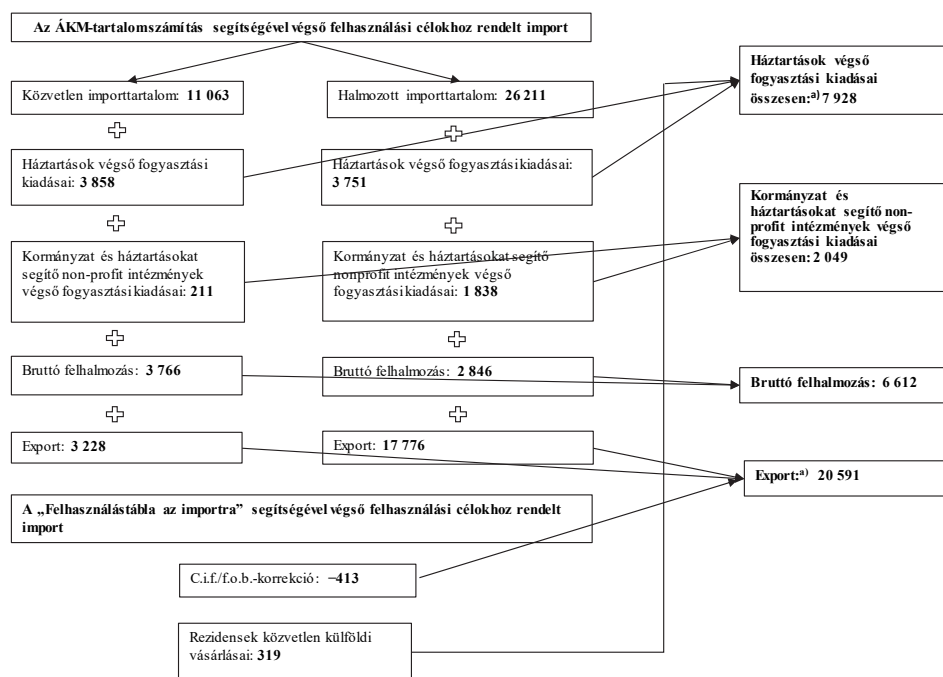 Az ÁKM-tartalomszámítás segítségével végső felhasználási célokhoz rendelt import
Közvetlen importtartalom: 11 063
Háztartások végső fogyasztási
kiadásai: 3 858
Kormányzat és háztartásokat
segítő non-profit intézmények
végső fogyasztási kiadásai: 211
Bruttó felhalmozás: 3 766
Export: 3 228
Halmozott importtartalom: 26 211
Háztartások végső fogyasztási kiadásai:
3 751
Kormányzat és háztartásokat segítő
nonprofit intézmények végső
fogyasztási kiadásai: 1 838
Bruttó felhalmozás: 2 846
Export: 17 776
A „Felhasználástábla az importra” segítségével végső felhasználási célokhoz rendelt
import
C.i.f./f.o.b.-korrekció: −413
Rezidensek közvetlen külföldi
vásárlásai: 319
Háztartások végső
fogyasztási kiadásai
összesen:a) 7 928
Kormányzat és
háztartásokat segítő non-
profit intézmények végső
fogyasztási kiadásai
összesen: 2 049
Bruttó felhalmozás: 6 612
Export:a) 20 591